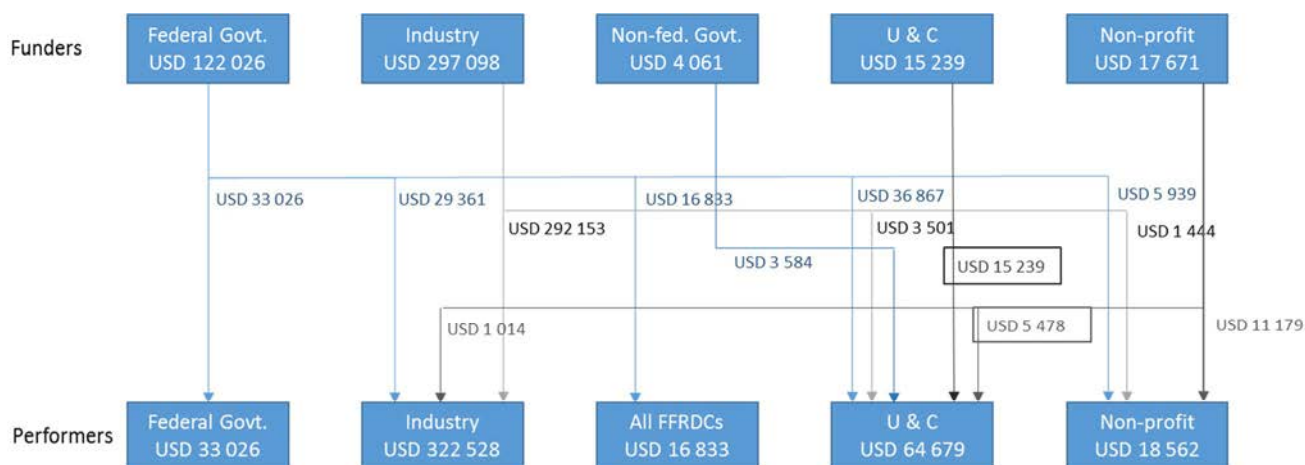 Funders
Federal Govt.
USD 122 026
Industry
USD 297 098
Non-fed. Govt.
USD 4 061
U & C
USD 15 239
Non-profit
USD 17 671
USD 33 026
USD 29 361
USD 16 833
USD 36 867
USD 5 939
USD 292 153
USD 3 501
USD 1 444
USD 3 584
USD 15 239
USD 1 014
USD 5 478
USD 11 179
Performers
Federal Govt.
USD 33 026
Industry
USD 322 528
All FFRDCs
USD 16 833
U & C
USD 64 679
Non-profit
USD 18 562